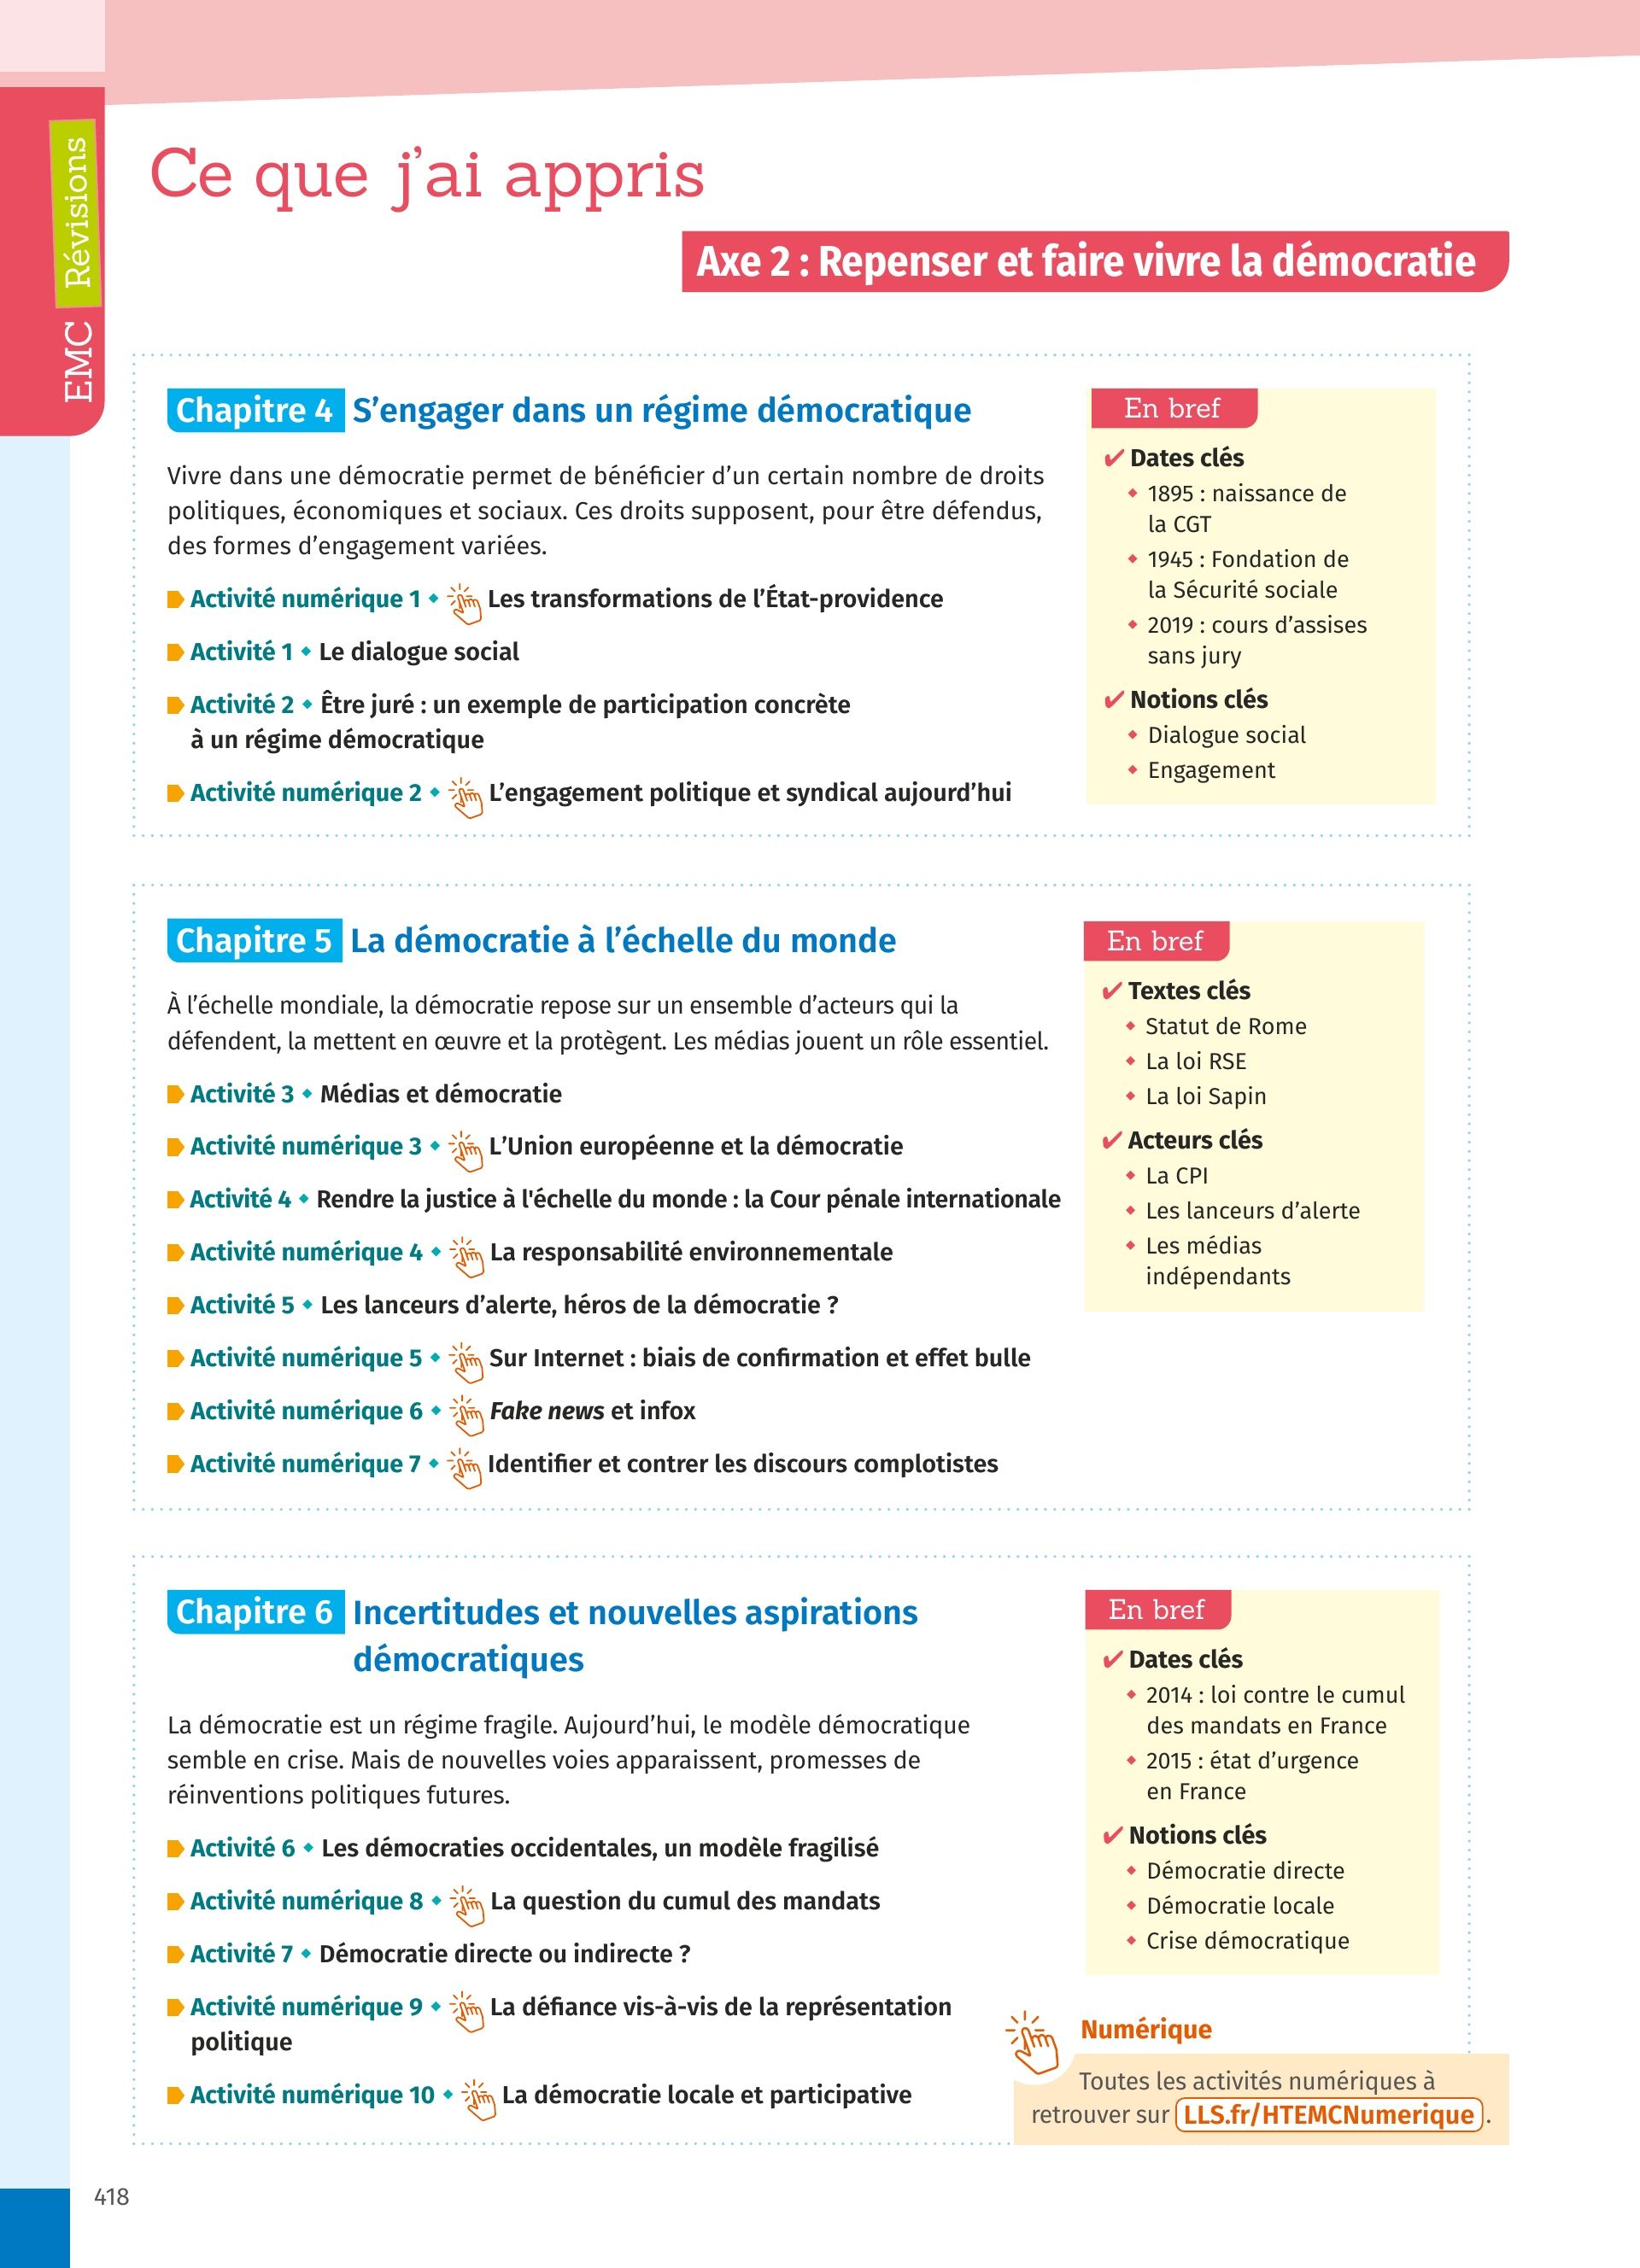 EMC Révisions
Ce que j'ai appris
Axe 2 : Repenser et faire vivre la démocratie
Chapitre 4 S'engager dans un régime démocratique
Vivre dans une démocratie permet de bénéficier d'un certain nombre de droits
politiques, économiques et sociaux. Ces droits supposent, pour être défendus,
des formes d'engagement variées.
Activité numérique 1 • Les transformations de l'État-providence
Activité 1 • Le dialogue social
Activité 2 • Être juré : un exemple de participation concrète
à un régime démocratique
Activité numérique 2 • L'engagement politique et syndical aujourd'hui
En bref
✔ Dates clés
• 1895 : naissance de
la CGT
• 1945 : Fondation de
la Sécurité sociale
• 2019 : cours d'assises
sans jury
✔ Notions clés
• Dialogue social
• Engagement
Chapitre 5 La démocratie à l'échelle du monde
À l'échelle mondiale, la démocratie repose sur un ensemble d'acteurs qui la
défendent, la mettent en œuvre et la protègent. Les médias jouent un rôle essentiel.
Activité 3 • Médias et démocratie
Activité numérique 3 • L'Union européenne et la démocratie
Activité 4 • Rendre la justice à l'échelle du monde : la Cour pénale internationale
Activité numérique 4 • La responsabilité environnementale
Activité 5 • Les lanceurs d'alerte, héros de la démocratie ?
Activité numérique 5 • Sur Internet : biais de confirmation et effet bulle
Activité numérique 6 • Fake news et infox
Activité numérique 7 • Identifier et contrer les discours complotistes
En bref
✔ Textes clés
• Statut de Rome
• La loi RSE
• La loi Sapin
✔ Acteurs clés
• La CPI
• Les lanceurs d'alerte
• Les médias
indépendants
Chapitre 6 Incertitudes et nouvelles aspirations
démocratiques
La démocratie est un régime fragile. Aujourd'hui, le modèle démocratique
semble en crise. Mais de nouvelles voies apparaissent, promesses de
réinventions politiques futures.
Activité 6 • Les démocraties occidentales, un modèle fragilisé
Activité numérique 8 • La question du cumul des mandats
Activité 7 • Démocratie directe ou indirecte ?
Activité numérique 9 • La défiance vis-à-vis de la représentation
politique
Activité numérique 10 • La démocratie locale et participative
En bref
✔ Dates clés
• 2014 : loi contre le cumul
des mandats en France
• 2015 : état d'urgence
en France
✔ Notions clés
• Démocratie directe
• Démocratie locale
• Crise démocratique
Numérique
Toutes les activités numériques à
retrouver sur LLS.fr/HTEMCNumerique .
418